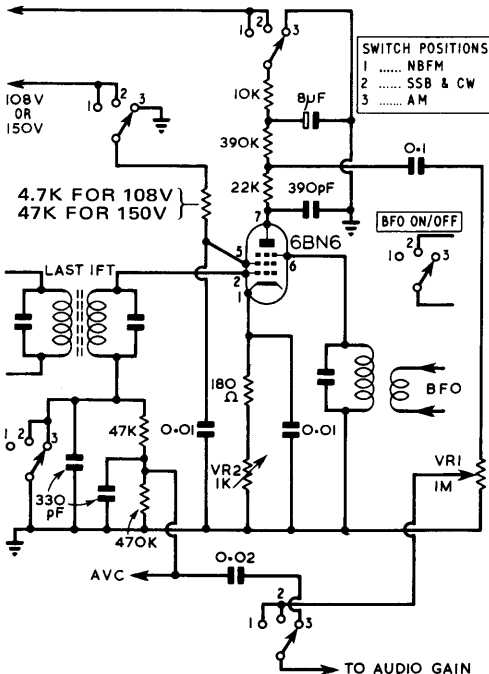 1 2 3
SWITCH POSITIONS
1 ...... NBFM
2 ...... SSB & CW
3 ...... AM
10K
8µF
108V
OR
150V
1 2 3
390K
0·1
4.7K FOR 108V
47K FOR 150V
22K
390pF
7
6BN6
BFO ON/OFF
5
6
2
1
1 2 3
LAST IFT
180
Ω
BFO
1 2 3
47K
0·01
0·01
VR2
1K
VR1
1M
330
pF
470K
AVC
0·02
1 2 3
TO AUDIO GAIN